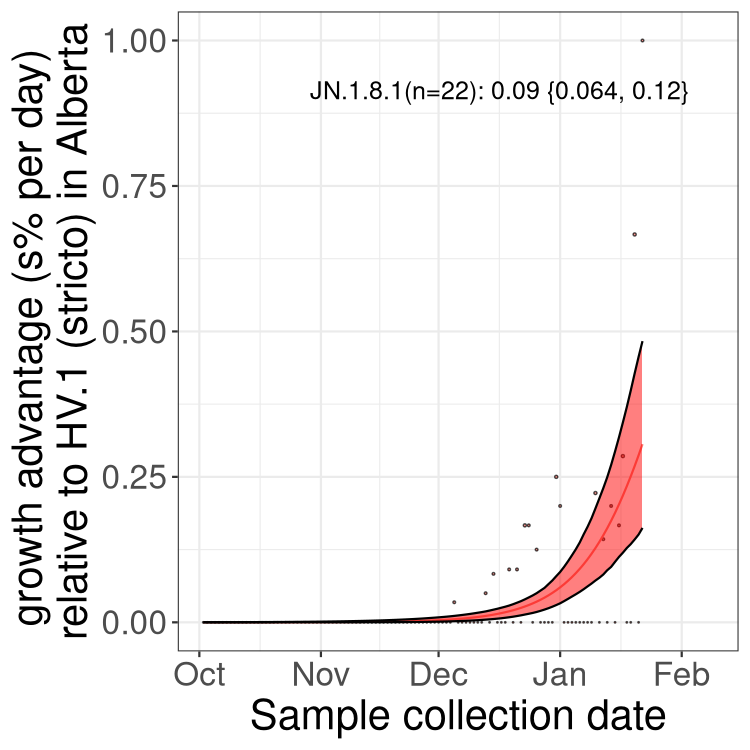 growth advantage (s% per day)
relative to HV.1 (stricto) in Alberta
1.00
0.75
0.50
0.25
0.00
JN.1.8.1(n=22): 0.09 {0.064, 0.12}
Oct Nov Dec Jan Feb
Sample collection date